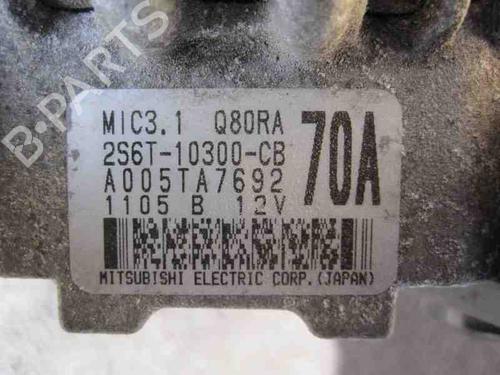 B-PARTS
MIC3.1 Q80RA
2S6T-10300-CB
70A
A005TA7692
1105 B 12V
MITSUBISHI ELECTRIC CORP.(JAPAN)